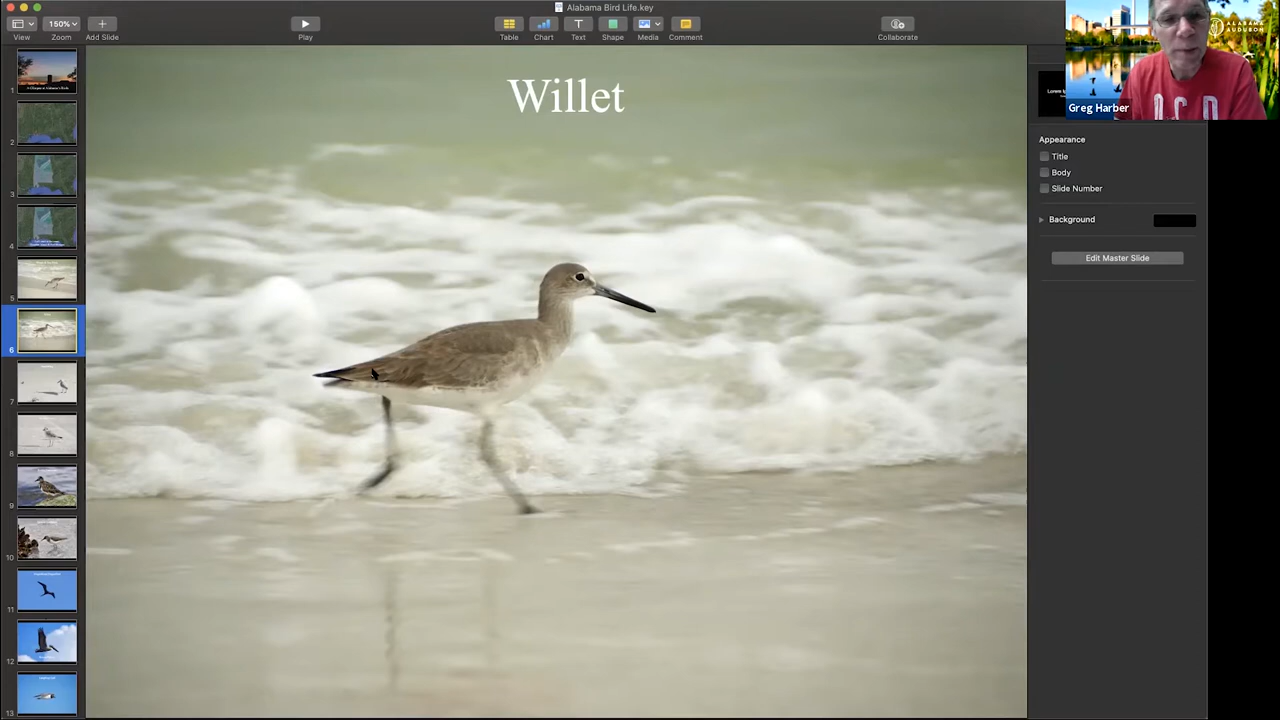 Alabama Bird Life.key
150%
View
Zoom
Add Slide
Play
Table
Chart
Text
Shape
Media
Comment
Collaborate
ALABAMA
AUDUBON
Greg Harber
Willet
Appearance
Title
Body
Slide Number
Background
Edit Master Slide
1
2
3
4
5
6
7
8
9
10
11
12
13